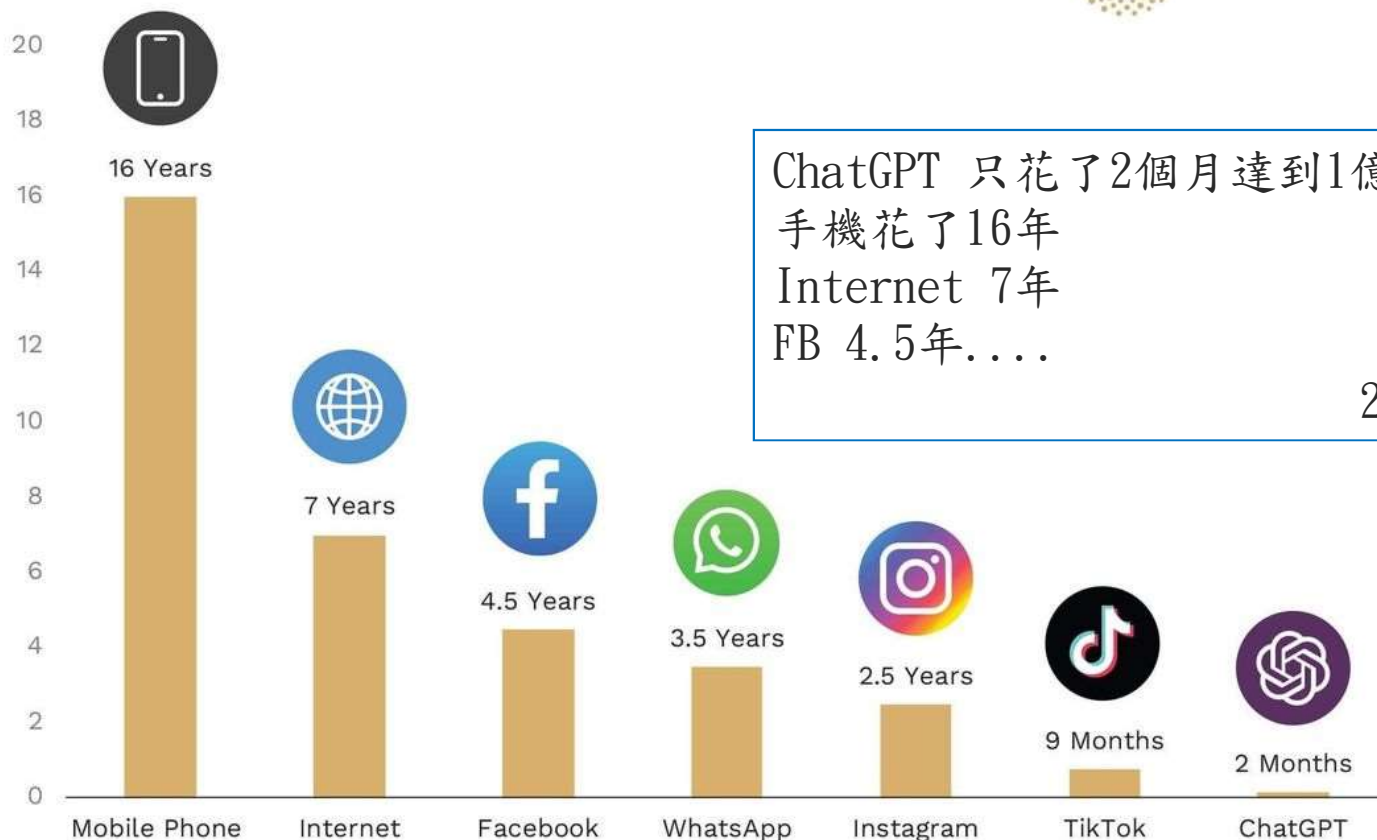 20
18
16
14
12
10
8
6
4
2
0
16 Years
7 Years
4.5 Years
3.5 Years
2.5 Years
9 Months
2 Months
ChatGPT 只花了2個月達到1億
手機花了16年
Internet 7年
FB 4.5年....
2
Mobile Phone Internet Facebook WhatsApp Instagram TikTok ChatGPT